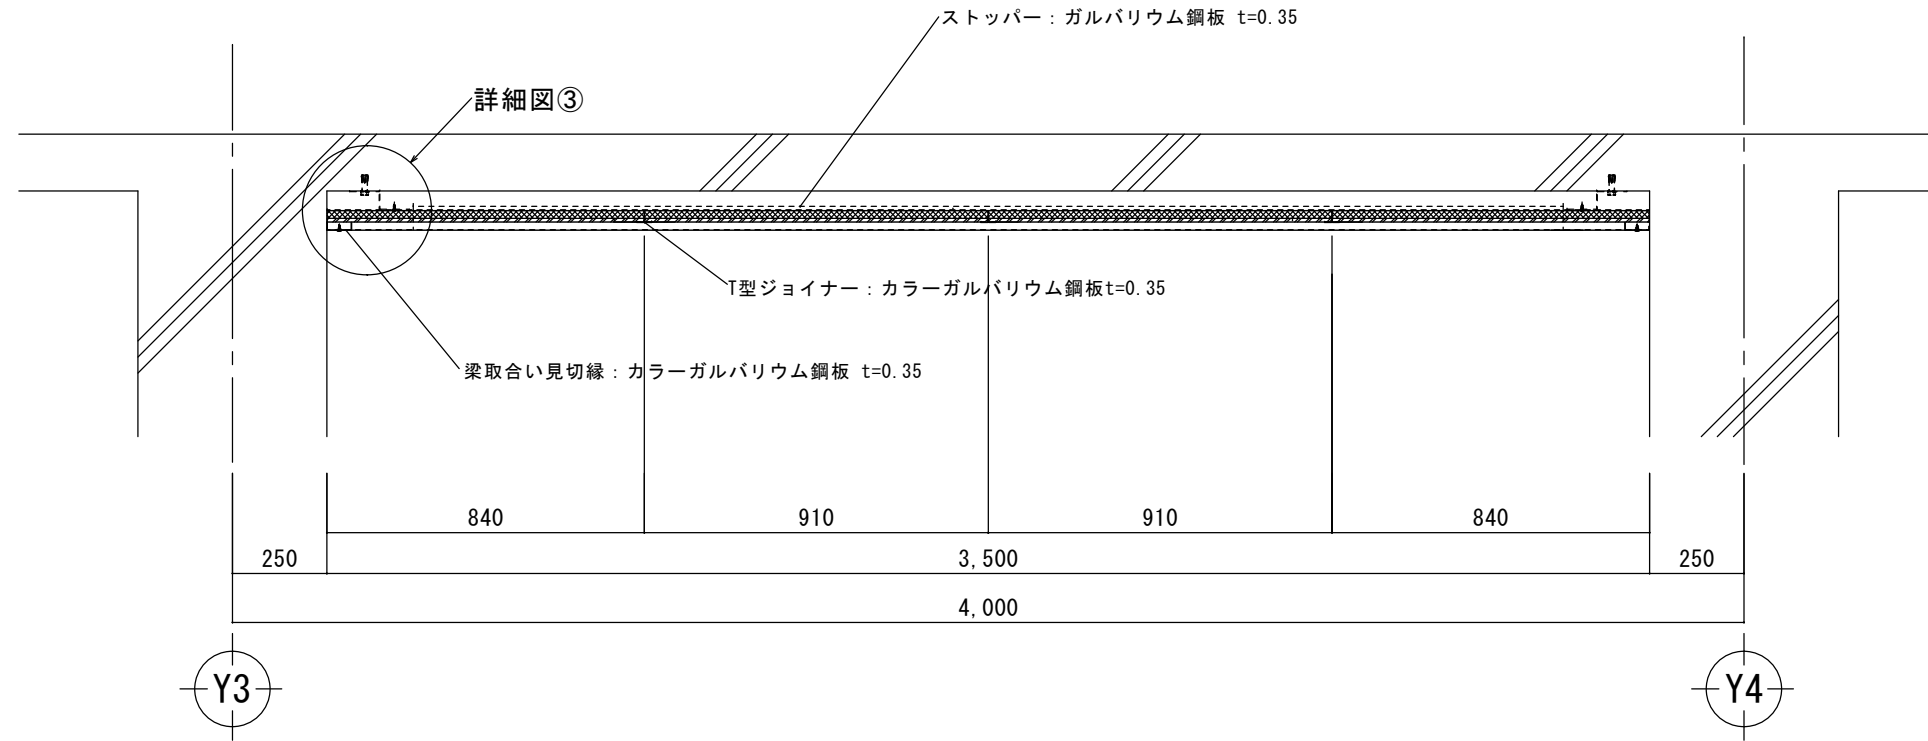 ストッパー：ガルバリウム鋼板 t=0.35
詳細図③
T型ジョイナー：カラーガルバリウム鋼板t=0.35
梁取合い見切縁：カラーガルバリウム鋼板 t=0.35
840 910 910 840
250 3,500 250
4,000
Y3 Y4